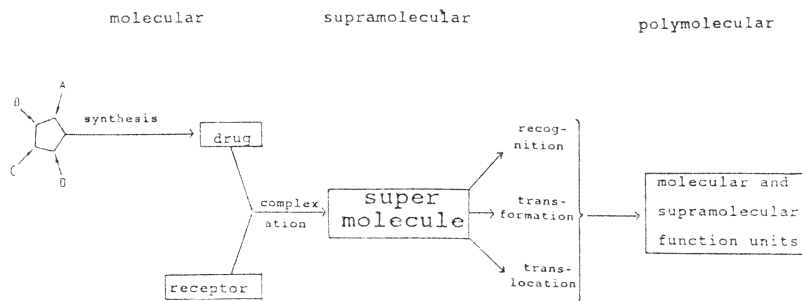 molecular
supramolecular
polymolecular
A
B
C
D
synthesis
drug
receptor
complex
ation
super
molecule
recog-
nition
trans-
formation
trans-
location
molecular and
supramolecular
function units